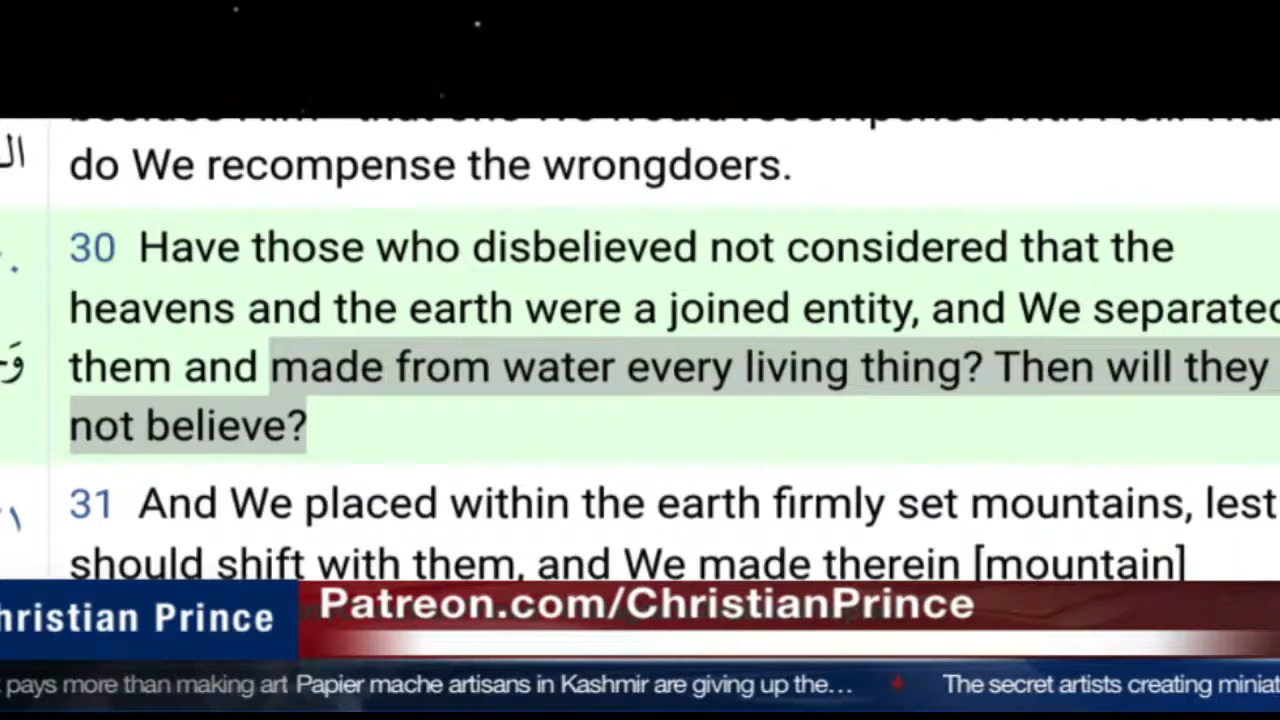 do We recompense the wrongdoers.
30 Have those who disbelieved not considered that the
heavens and the earth were a joined entity, and We separated
them and made from water every living thing? Then will they
not believe?
31 And We placed within the earth firmly set mountains, lest
should shift with them, and We made therein [mountain]
hristian Prince
Patreon.com/ChristianPrince
pays more than making art Papier mache artisans in Kashmir are giving up the... The secret artists creating miniat